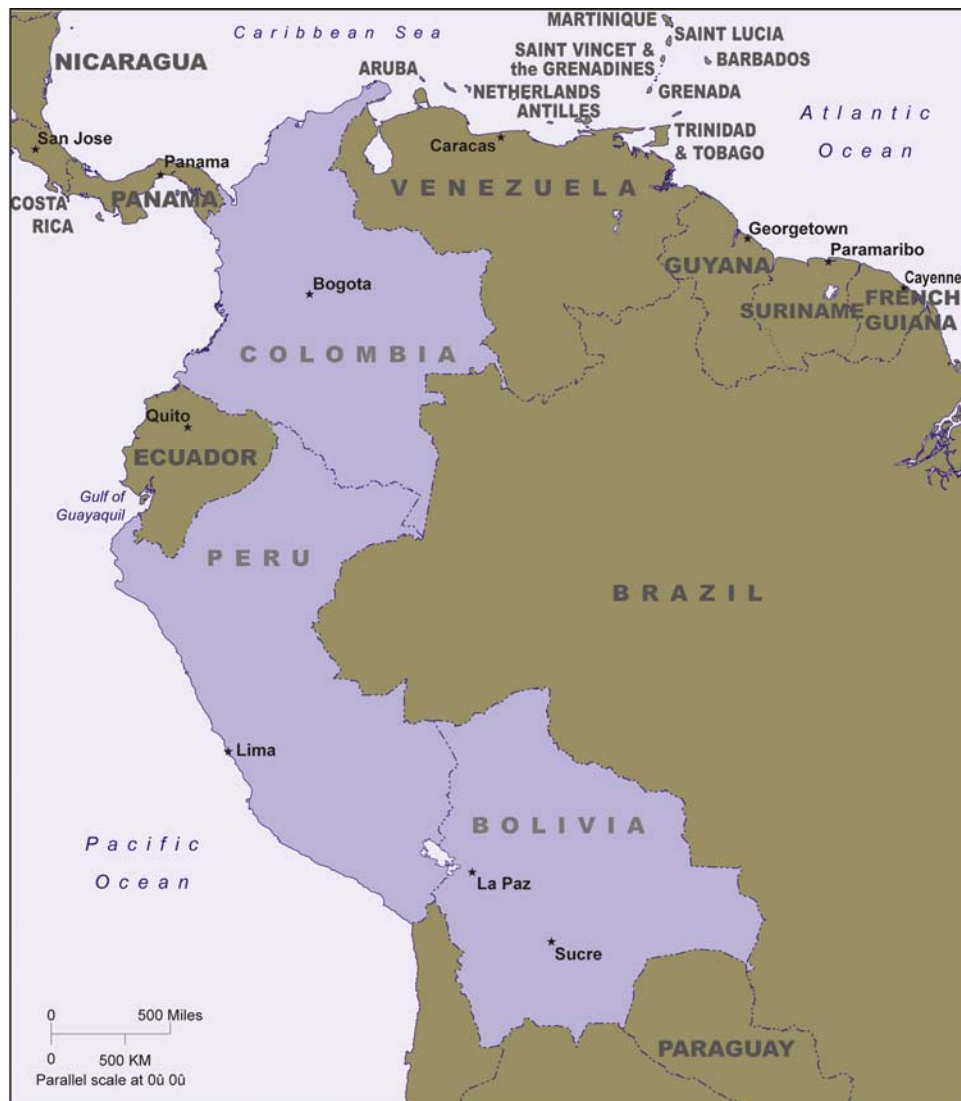 Caribbean Sea
MARTINIQUE
SAINT LUCIA
NICARAGUA
SAINT VINCET &
the GRENADINES
BARBADOS
ARUBA
NETHERLANDS
ANTILLES
GRENADA
Atlantic
Ocean
TRINIDAD
& TOBAGO
San Jose
Caracas
Panama
VENEZUELA
COSTA
RICA
PANAMA
Georgetown
Paramaribo
GUYANA
Cayenne
Bogota
SURINAME
FRENCH
GUIANA
COLOMBIA
Quito
ECUADOR
Gulf of
Guayaquil
PERU
BRAZIL
Lima
BOLIVIA
Pacific
Ocean
La Paz
Sucre
0 500 Miles
0 500 KM
Parallel scale at 0û 0û
PARAGUAY